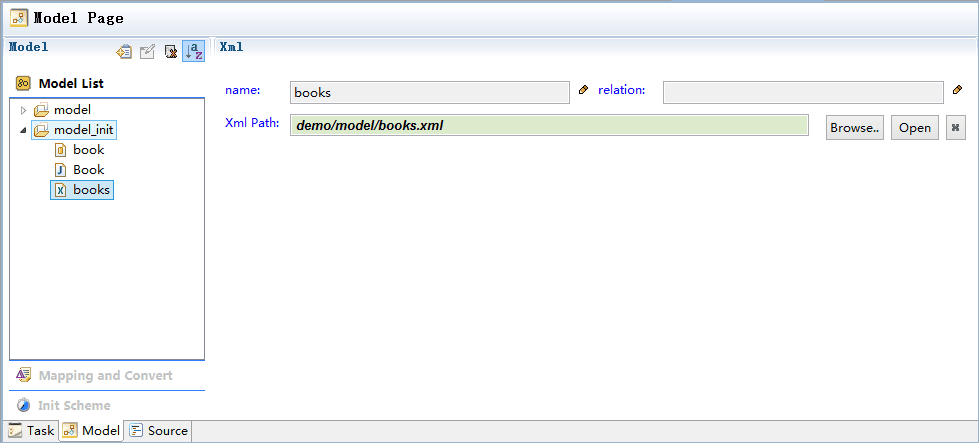 Model Page
Model
Xml
Model List
model
model_init
book
Book
books
name: books relation:
Xml Path: demo/model/books.xml Browse.. Open
Mapping and Convert
Init Scheme
Task Model Source